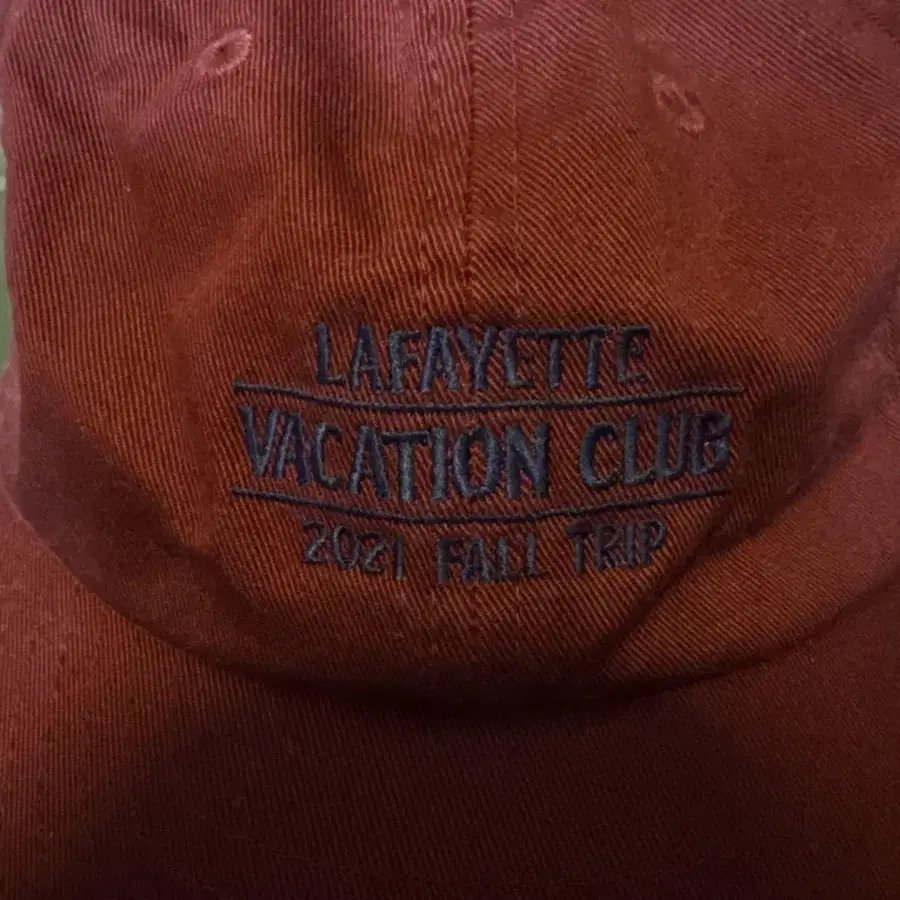 LAFAYETTE
VACATION CLUB
2021 FALL TRIP